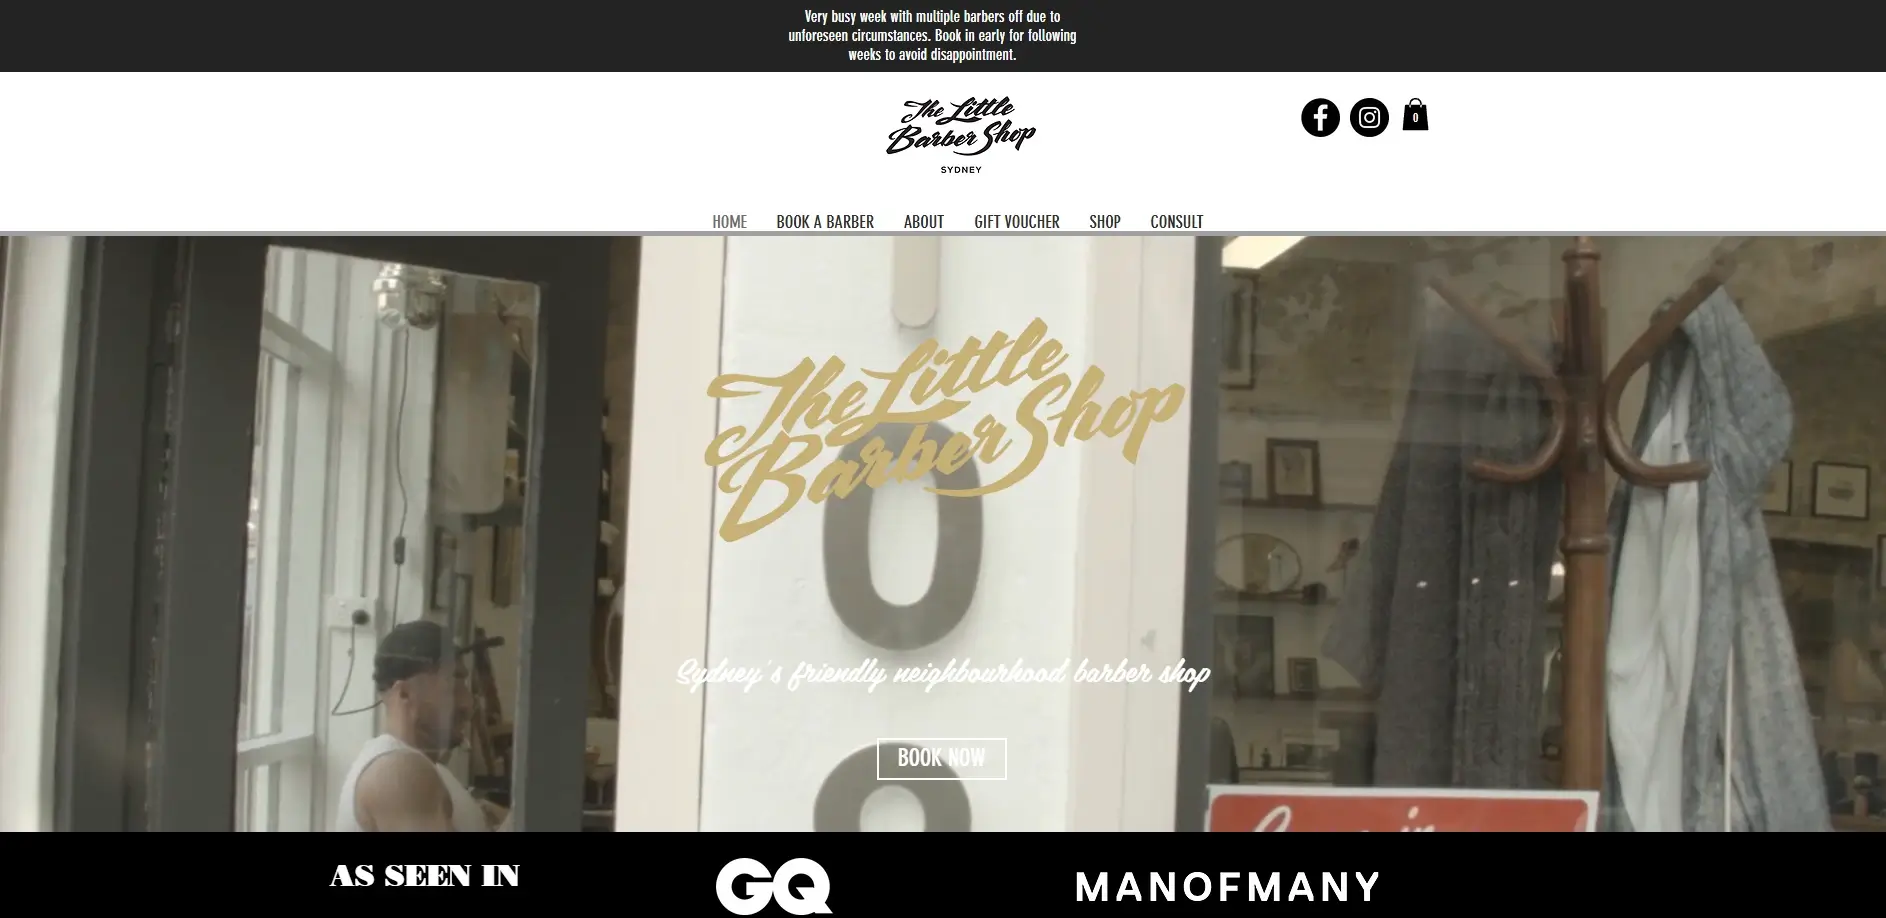 Very busy week with multiple barbers off due to
unforeseen circumstances. Book in early for following
weeks to avoid disappointment.
The Little
Barber Shop
SYDNEY
0
HOME BOOK A BARBER ABOUT GIFT VOUCHER SHOP CONSULT
The Little
Barber Shop
0
Sydney's friendly neighbourhood barber shop
BOOK NOW
AS SEEN IN GQ MANOFMANY